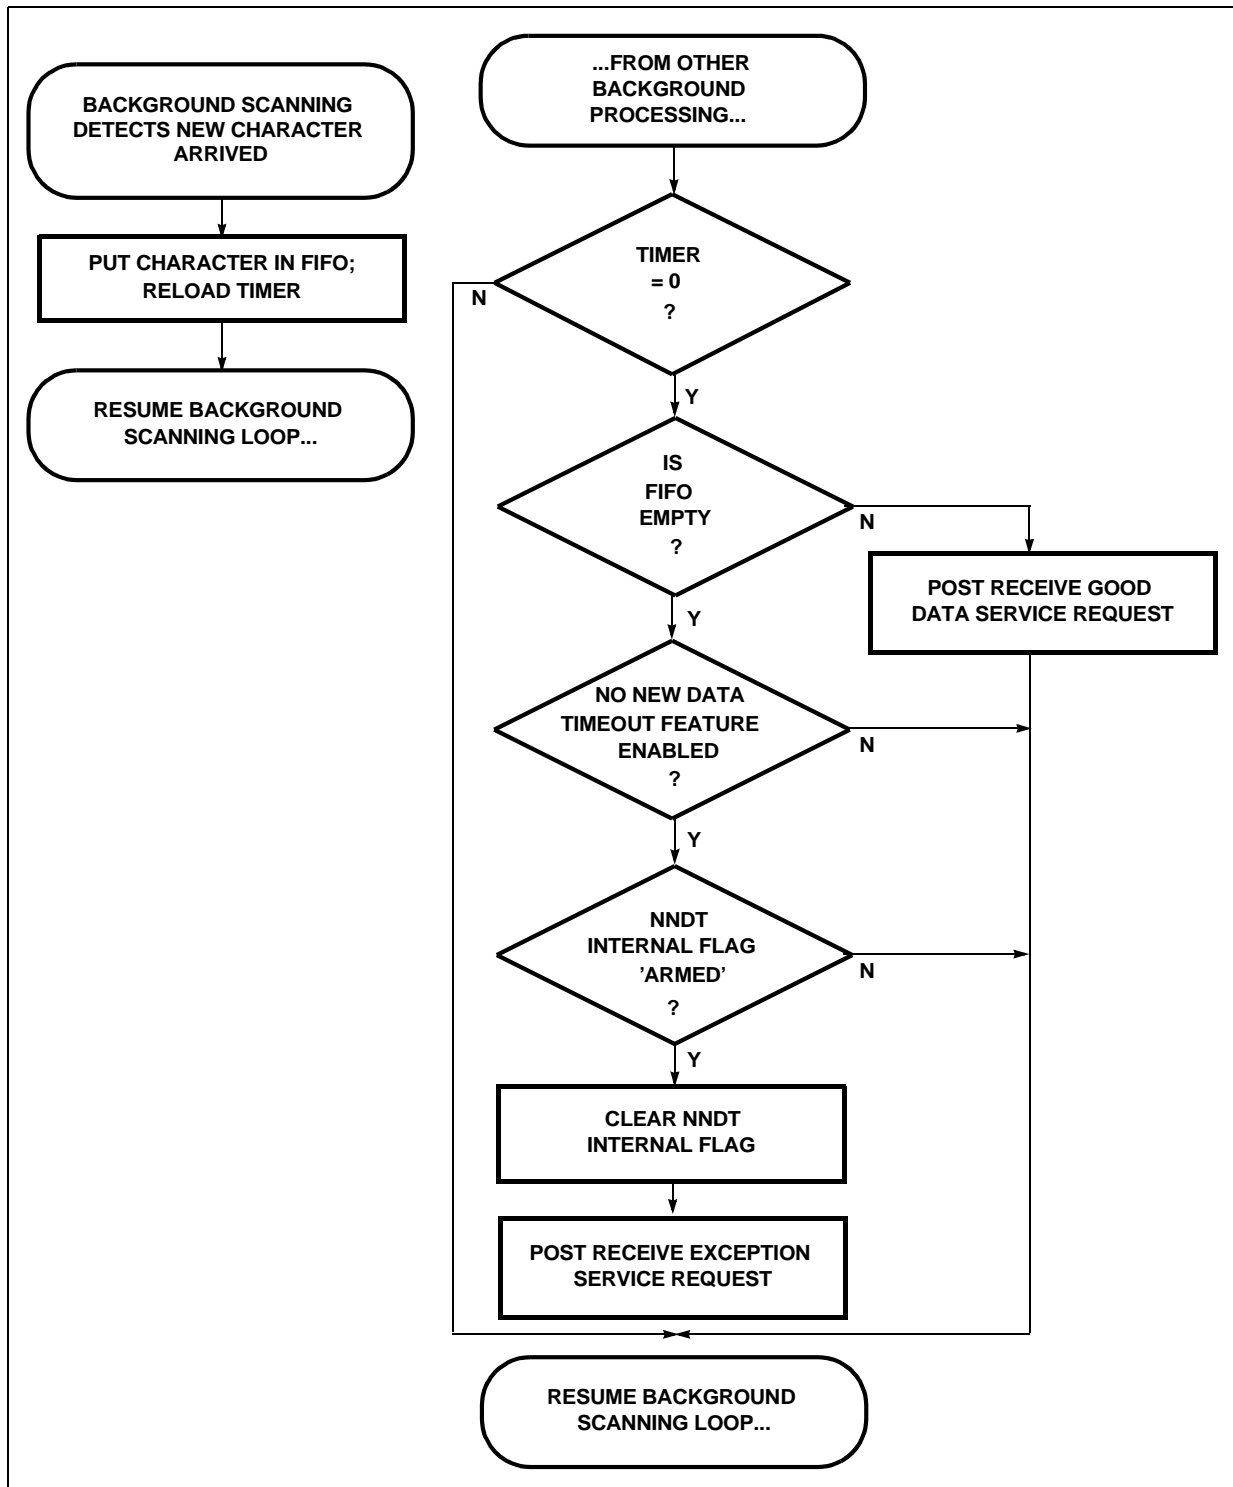 BACKGROUND SCANNING
DETECTS NEW CHARACTER
ARRIVED
PUT CHARACTER IN FIFO;
RELOAD TIMER
RESUME BACKGROUND
SCANNING LOOP...
...FROM OTHER
BACKGROUND
PROCESSING...
TIMER
= 0
?
N
Y
IS
FIFO
EMPTY
?
N
Y
POST RECEIVE GOOD
DATA SERVICE REQUEST
NO NEW DATA
TIMEOUT FEATURE
ENABLED
?
N
Y
NNDT
INTERNAL FLAG
’ARMED’
?
N
Y
CLEAR NNDT
INTERNAL FLAG
POST RECEIVE EXCEPTION
SERVICE REQUEST
RESUME BACKGROUND
SCANNING LOOP...